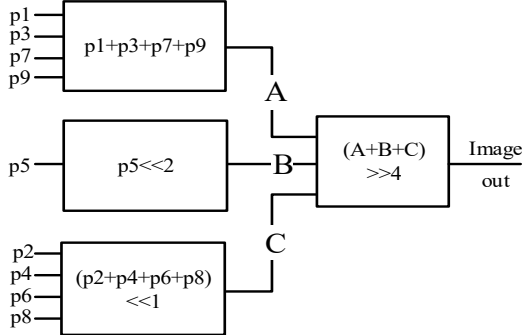 p1
p3
p7
p9
p1+p3+p7+p9
A
p5
p5<<2
B
(A+B+C)
>>4
Image
out
p2
p4
p6
p8
(p2+p4+p6+p8)
<<1
C